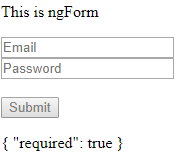 This is ngForm
Email
Password
Submit
{ "required": true }